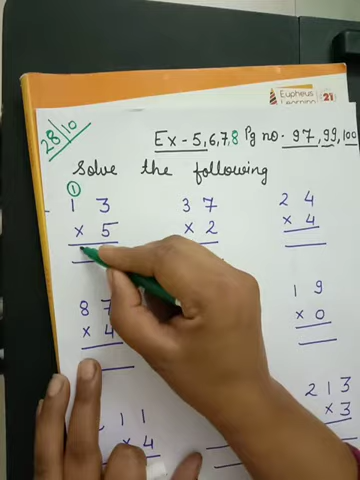 Eupheus
Learning 21
28/10
Ex - 5,6,7,8 Pg no. - 97, 99, 100
Solve the following
1
1 3 3 7 2 4
× 5 × 2 × 4
8 7 1 9
× 4 × 0
2 1 3
× 3
1 1
× 4